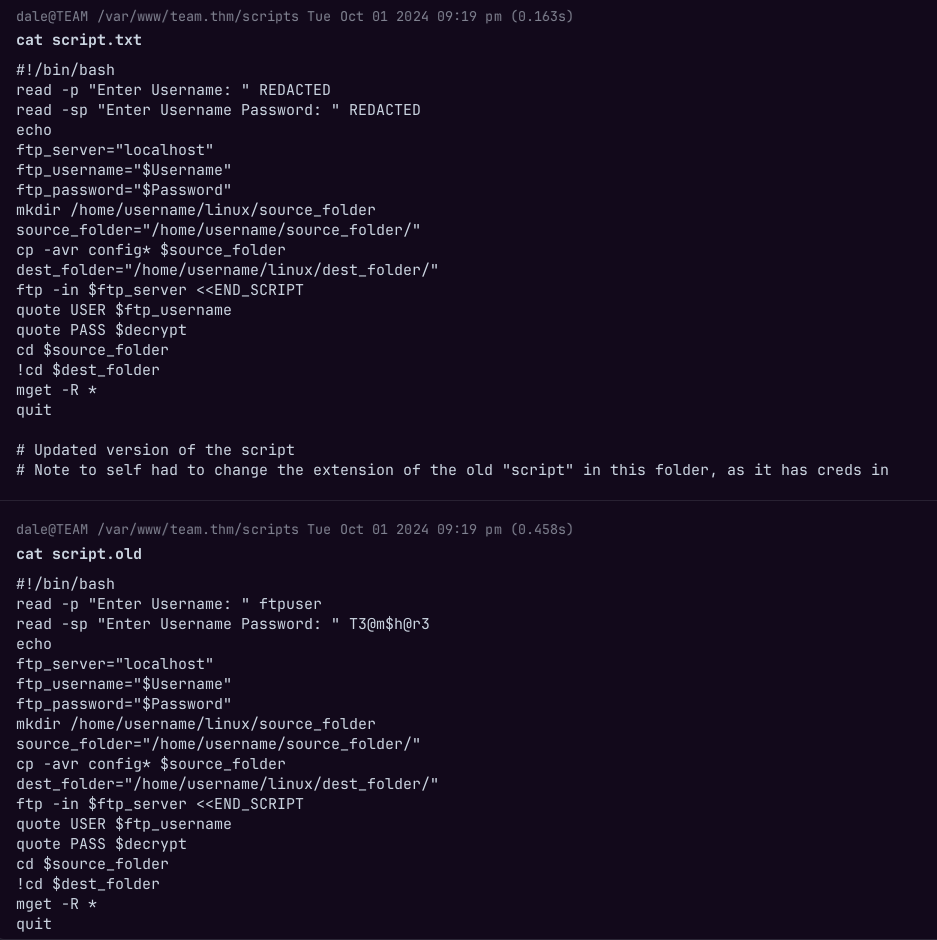 dale@TEAM /var/www/team.thm/scripts Tue Oct 01 2024 09:19 pm (0.163s)
cat script.txt
#!/bin/bash
read -p "Enter Username: " REDACTED
read -sp "Enter Username Password: " REDACTED
echo
ftp_server="localhost"
ftp_username="$Username"
ftp_password="$Password"
mkdir /home/username/linux/source_folder
source_folder="/home/username/source_folder/"
cp -avr config* $source_folder
dest_folder="/home/username/linux/dest_folder/"
ftp -in $ftp_server <<END_SCRIPT
quote USER $ftp_username
quote PASS $decrypt
cd $source_folder
!cd $dest_folder
mget -R *
quit

# Updated version of the script
# Note to self had to change the extension of the old "script" in this folder, as it has creds in
dale@TEAM /var/www/team.thm/scripts Tue Oct 01 2024 09:19 pm (0.458s)
cat script.old
#!/bin/bash
read -p "Enter Username: " ftpuser
read -sp "Enter Username Password: " T3@m$h@r3
echo
ftp_server="localhost"
ftp_username="$Username"
ftp_password="$Password"
mkdir /home/username/linux/source_folder
source_folder="/home/username/source_folder/"
cp -avr config* $source_folder
dest_folder="/home/username/linux/dest_folder/"
ftp -in $ftp_server <<END_SCRIPT
quote USER $ftp_username
quote PASS $decrypt
cd $source_folder
!cd $dest_folder
mget -R *
quit